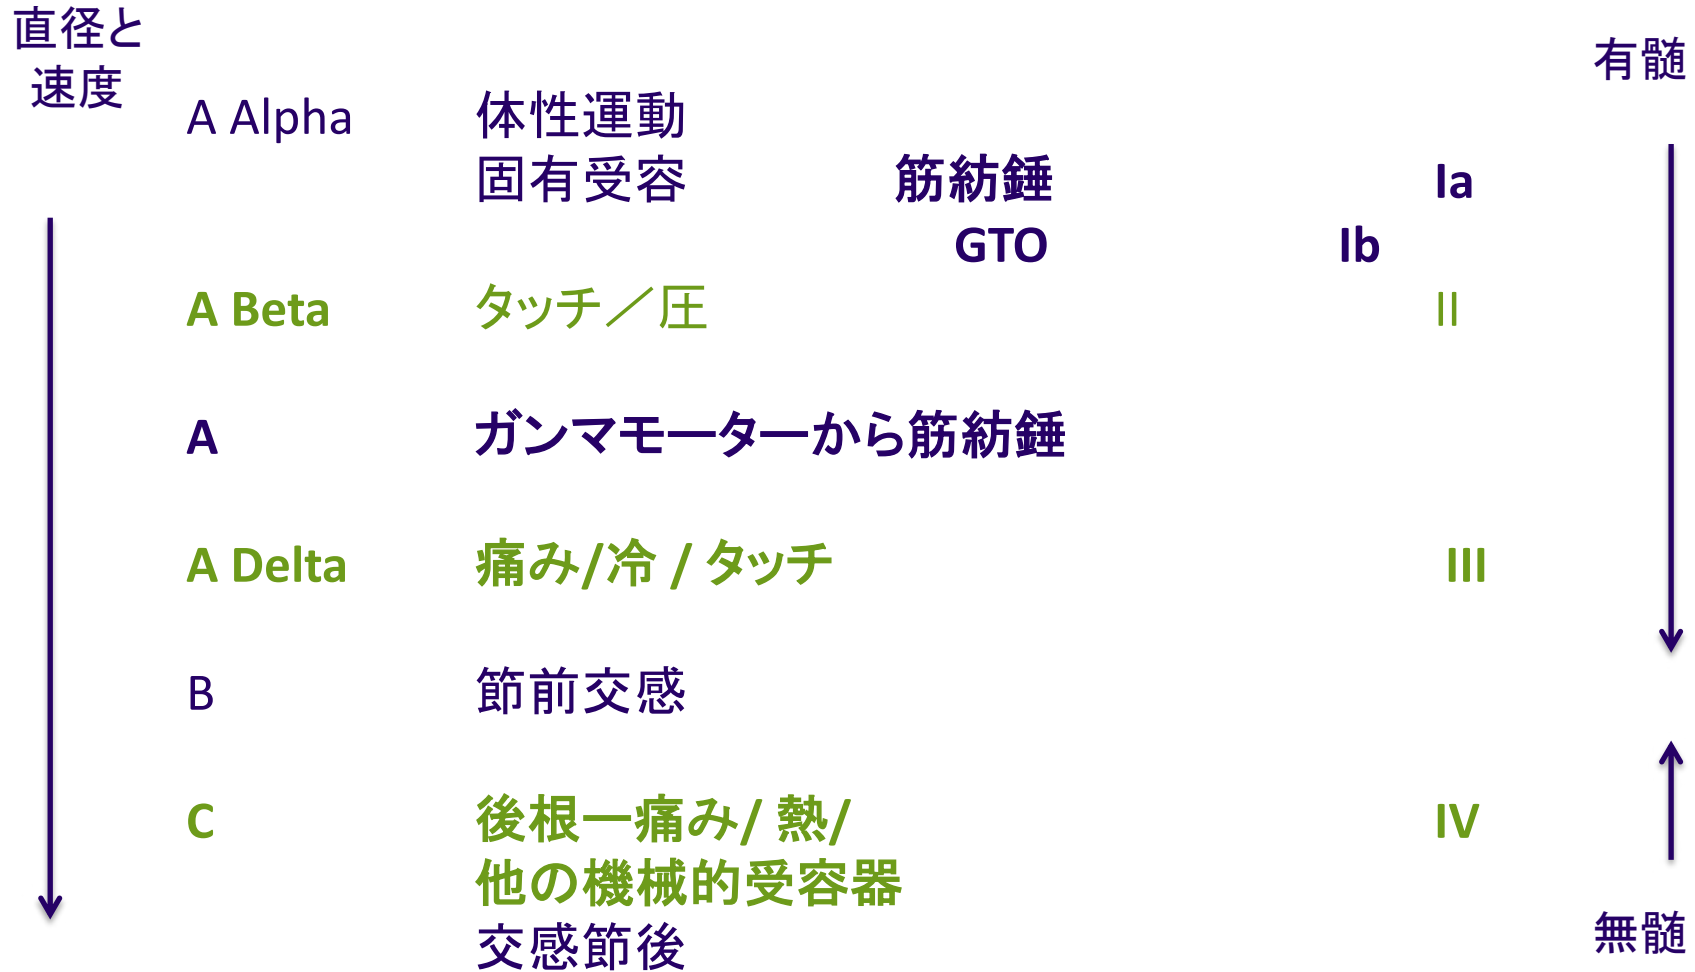 直径と
速度
有髄
A Alpha 体性運動
固有受容 筋紡錘 Ia
GTO Ib
A Beta タッチ／圧 II
A ガンマモーターから筋紡錘
A Delta 痛み/冷 / タッチ III
B 節前交感
C 後根ー痛み/ 熱/ IV
他の機械的受容器
交感節後
無髄